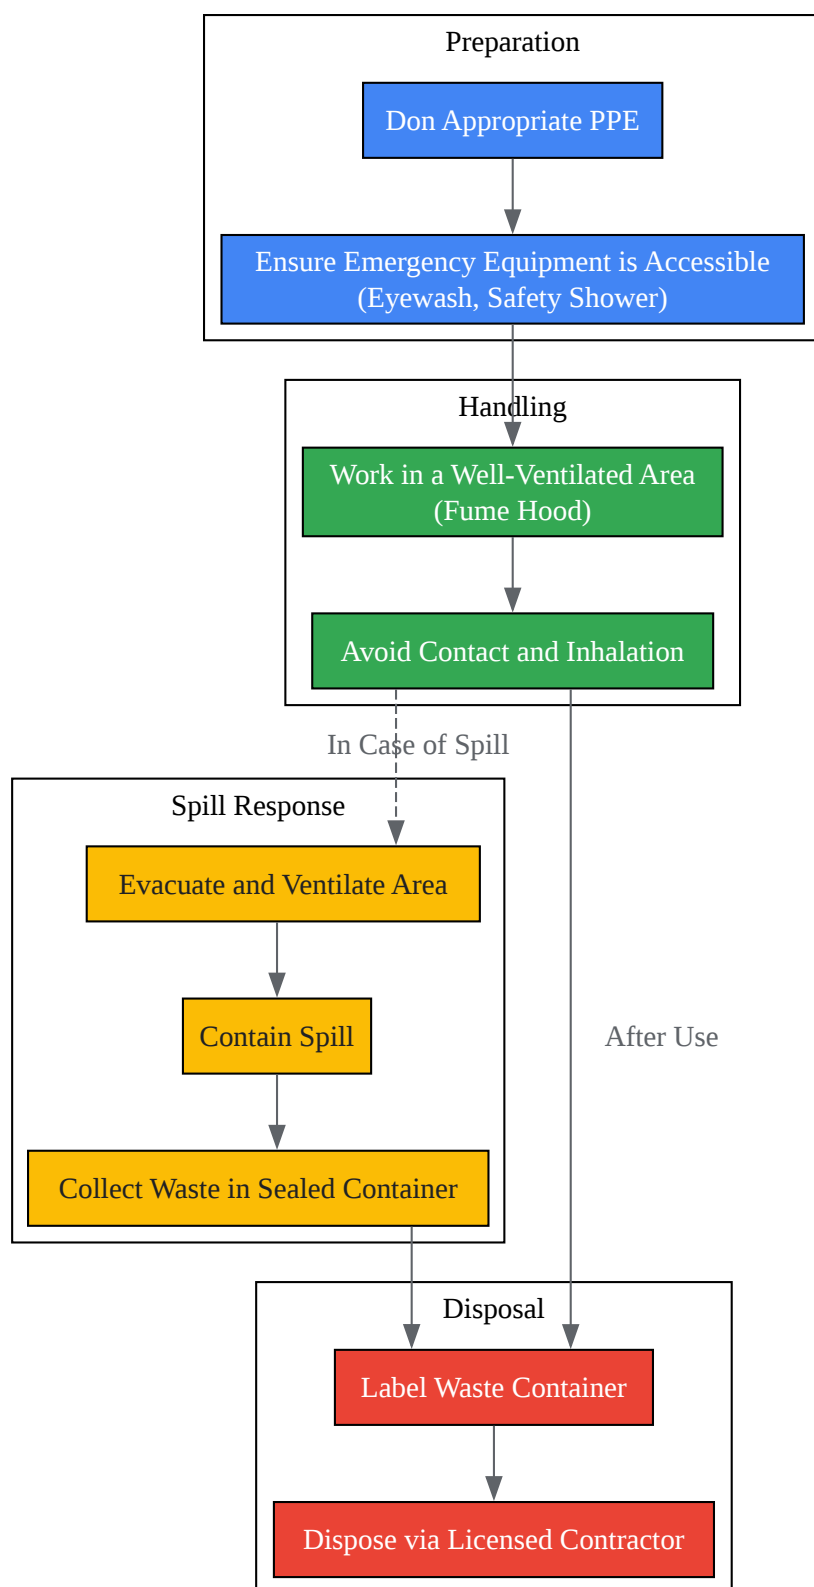 Preparation
Don Appropriate PPE
Ensure Emergency Equipment is Accessible
(Eyewash, Safety Shower)
Handling
Work in a Well-Ventilated Area
(Fume Hood)
Avoid Contact and Inhalation
In Case of Spill
Spill Response
Evacuate and Ventilate Area
Contain Spill
After Use
Collect Waste in Sealed Container
Disposal
Label Waste Container
Dispose via Licensed Contractor